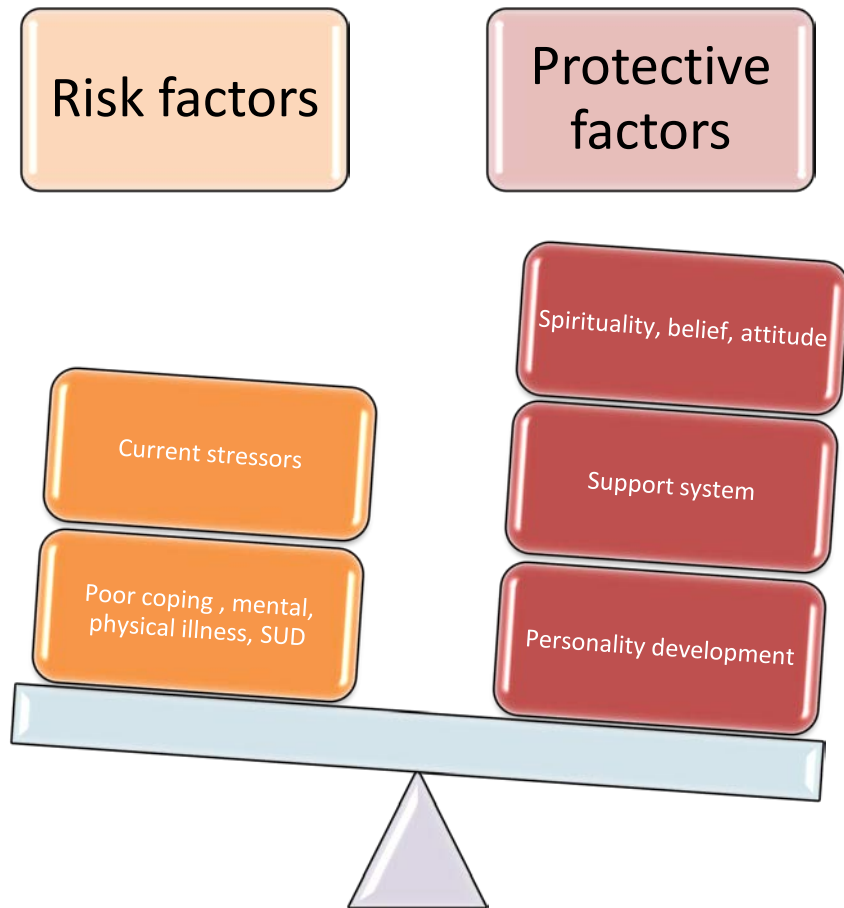 Risk factors
Protective
factors
Spirituality, belief, attitude
Current stressors
Support system
Poor coping , mental,
physical illness, SUD
Personality development